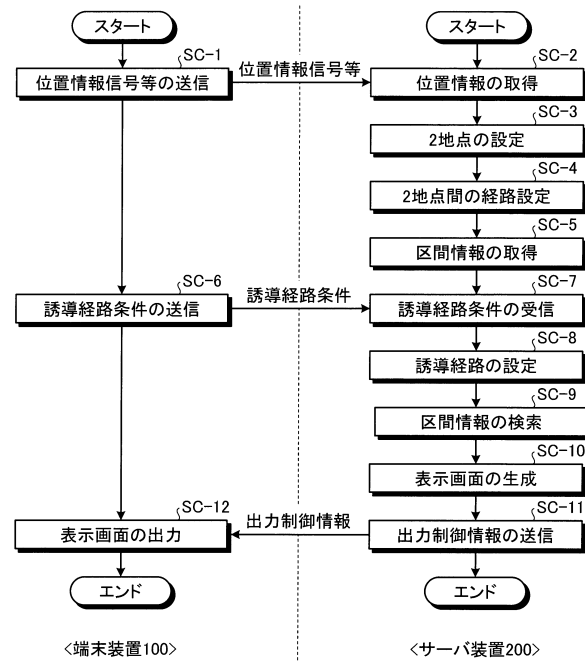 スタート
スタート
SC-1
位置情報信号等の送信
位置情報信号等
SC-2
位置情報の取得
SC-3
2地点の設定
SC-4
2地点間の経路設定
SC-5
区間情報の取得
SC-6
誘導経路条件の送信
誘導経路条件
SC-7
誘導経路条件の受信
SC-8
誘導経路の設定
SC-9
区間情報の検索
SC-10
表示画面の生成
SC-11
出力制御情報の送信
出力制御情報
SC-12
表示画面の出力
エンド
エンド
<端末装置100>
<サーバ装置200>